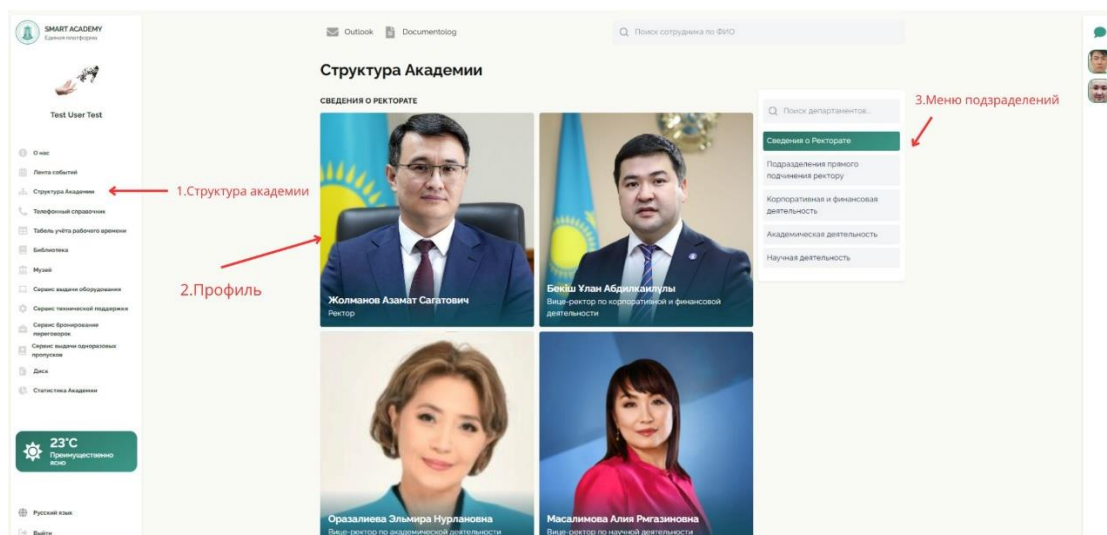 SMART ACADEMY
Единая платформа
Test User Test
О нас
Лента событий
Структура Академии
Телефонный справочник
Табель учёта рабочего времени
Библиотека
Музей
Сервис выдачи оборудования
Сервис технической поддержки
Сервис бронирование
переговорок
Сервис выдачи одноразовых
пропусков
Диск
Статистика Академии
23°C
Преимущественно
ясно
Русский язык
Выйти
1.Структура академии
2.Профиль
Outlook
Documentolog
Поиск сотрудника по ФИО
Структура Академии
СВЕДЕНИЯ О РЕКТОРАТЕ
Жолманов Азамат Сагатович
Ректор
Бекіш Ұлан Абдилкаилулы
Вице-ректор по корпоративной и финансовой
деятельности
Оразалиева Эльмира Нурлановна
Вице-ректор по академической деятельности
Масалимова Алия Рмгазиновна
Вице-ректор по научной деятельности
Поиск департаментов...
Сведения о Ректорате
Подразделения прямого
подчинения ректору
Корпоративная и финансовая
деятельность
Академическая деятельность
Научная деятельность
3.Меню подзраделений